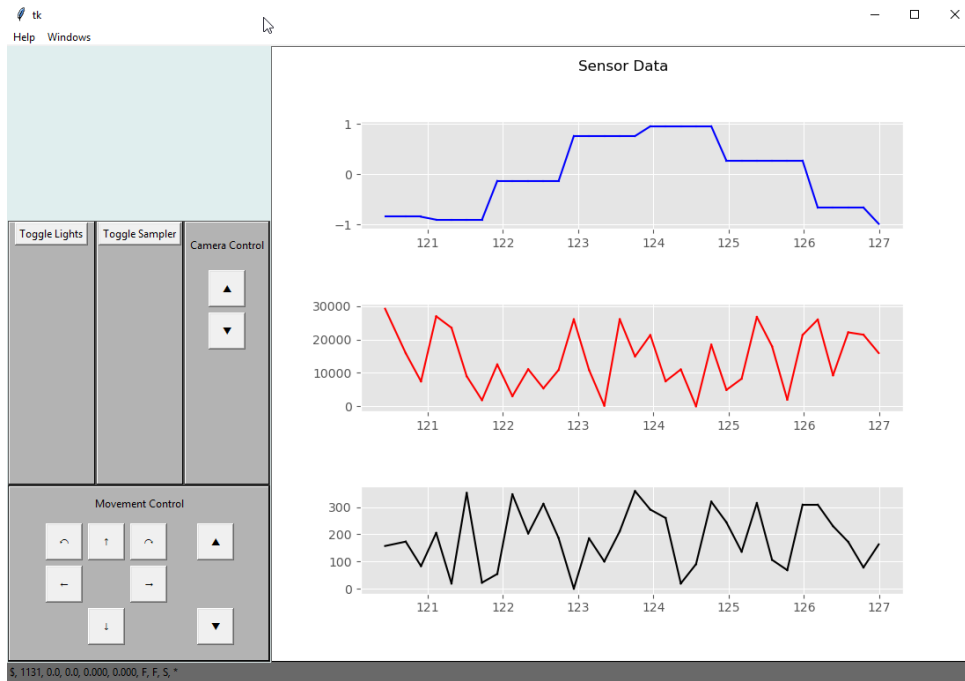 tk
Help Windows
Sensor Data
1
0
−1
121 122 123 124 125 126 127
Toggle Lights Toggle Sampler Camera Control
▲
▼
30000
20000
10000
0
121 122 123 124 125 126 127
Movement Control
↑ ▲
← →
↓ ▼
300
200
100
0
121 122 123 124 125 126 127
$, 1131, 0.0, 0.0, 0.000, 0.000, F, F, S, *